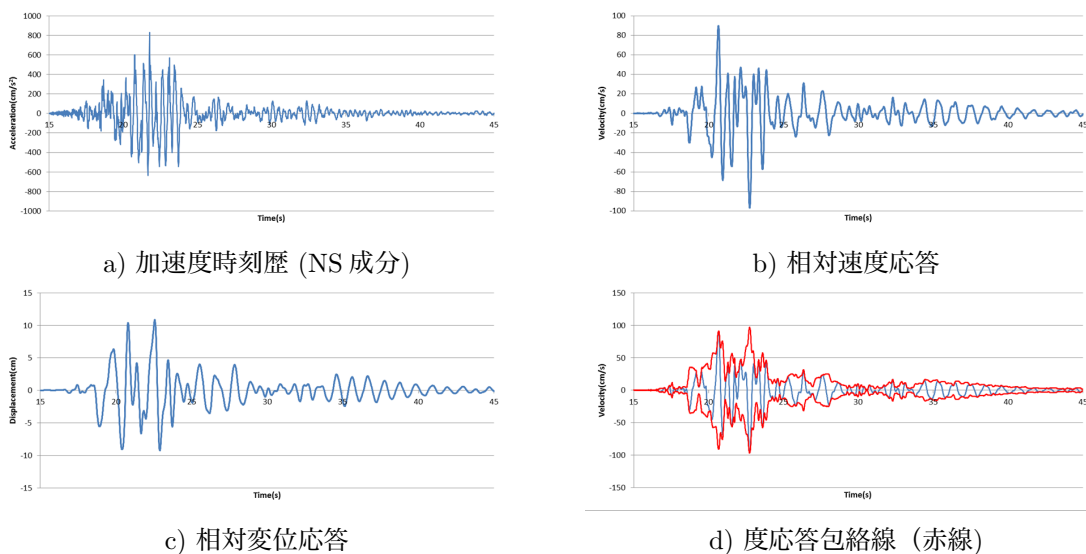 1000
800
600
400
200
0
-200
-400
-600
-800
-1000
15 20 25 30 35 40 45
Acceleration(cm/s²)
Time(s)
a) 加速度時刻歴 (NS 成分)
100
80
60
40
20
0
-20
-40
-60
-80
-100
15 20 25 30 35 40 45
Velocity(cm/s)
Time(s)
b) 相対速度応答
15
10
5
0
-5
-10
-15
15 20 25 30 35 40 45
Displacement(cm)
Time(s)
c) 相対変位応答
150
100
50
0
-50
-100
-150
15 20 25 30 35 40 45
Velocity(cm/s)
Time(s)
d) 度応答包絡線（赤線)